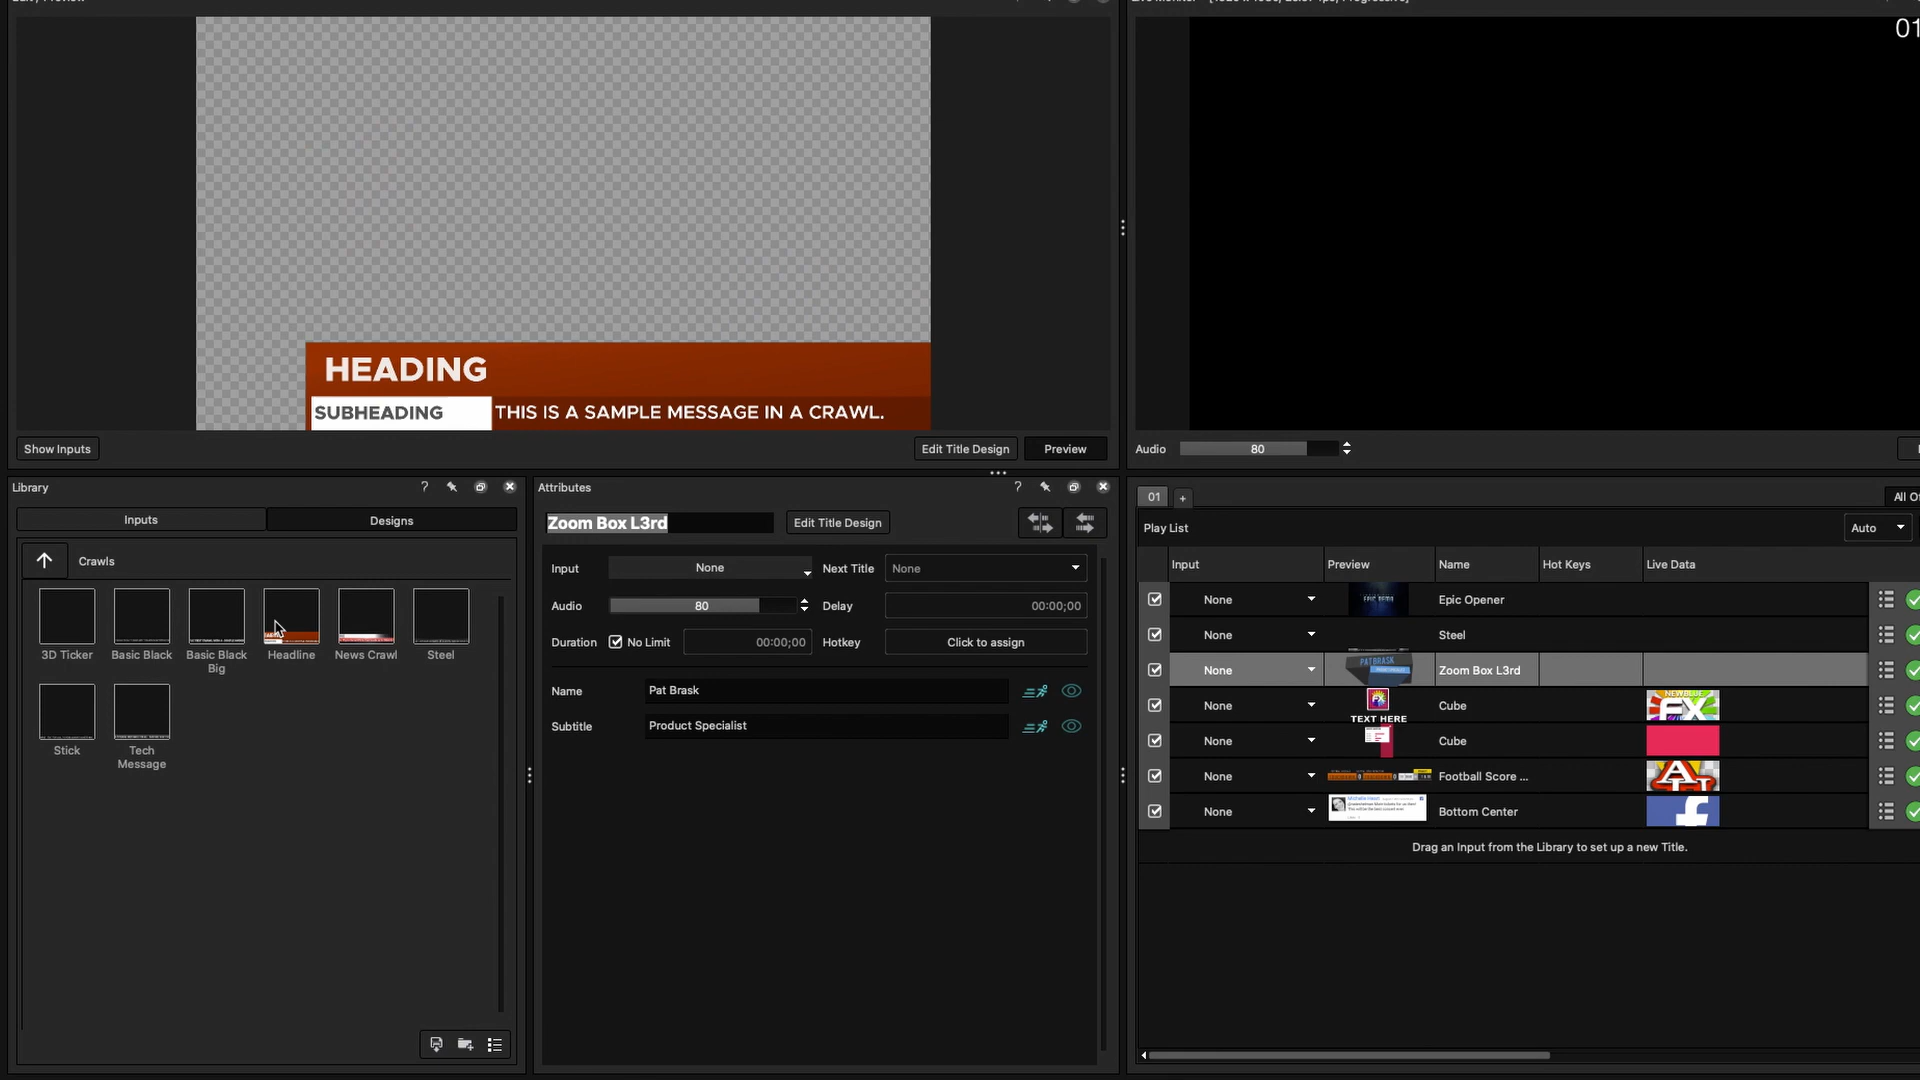 01
HEADING
SUBHEADING THIS IS A SAMPLE MESSAGE IN A CRAWL.
Show Inputs
Edit Title Design
Preview
Audio
80
Library
?
Inputs
Designs
Crawls
3D Ticker
Basic Black
Basic Black
Big
Headline
News Crawl
Steel
Stick
Tech
Message
Attributes
?
Zoom Box L3rd
Edit Title Design
Input
None
Next Title
None
Audio
80
Delay
00:00;00
Duration
No Limit
00:00;00
Hotkey
Click to assign
Name
Pat Brask
Subtitle
Product Specialist
01
+
All O
Play List
Auto
Input
Preview
Name
Hot Keys
Live Data
None
Epic Opener
None
Steel
None
PAT BRASK
Zoom Box L3rd
None
TEXT HERE
Cube
NEWBLUE
FX
None
Cube
None
Football Score ...
None
Bottom Center
Drag an Input from the Library to set up a new Title.